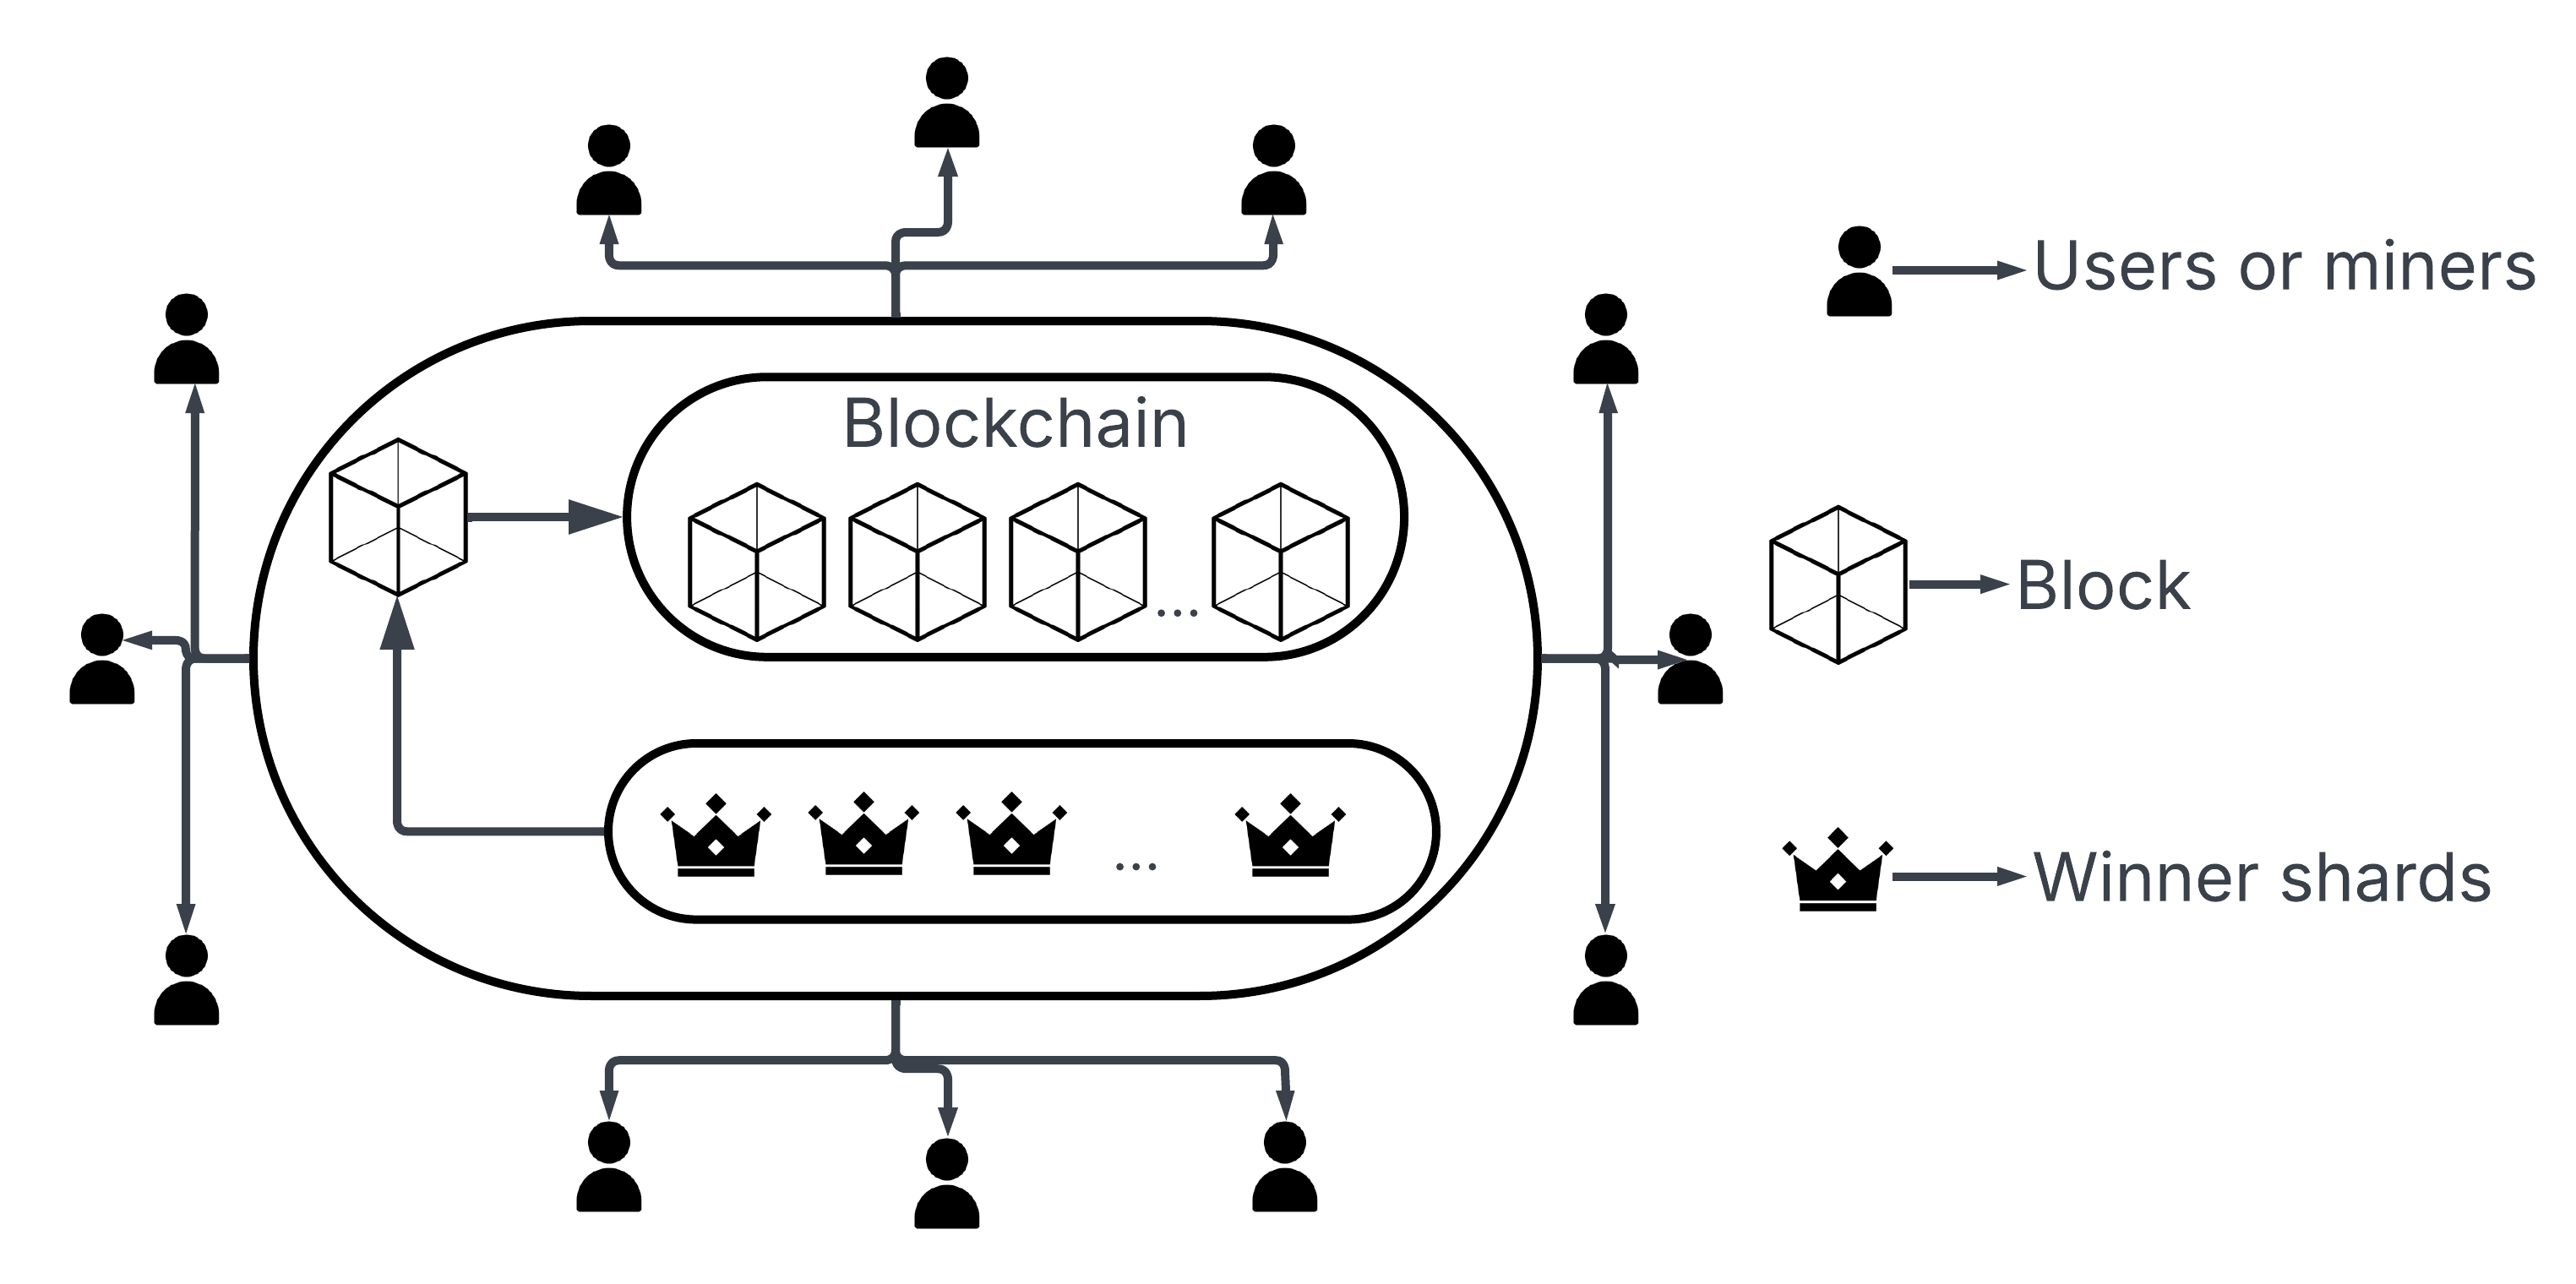 Users or miners
Blockchain
...
Block
...
Winner shards